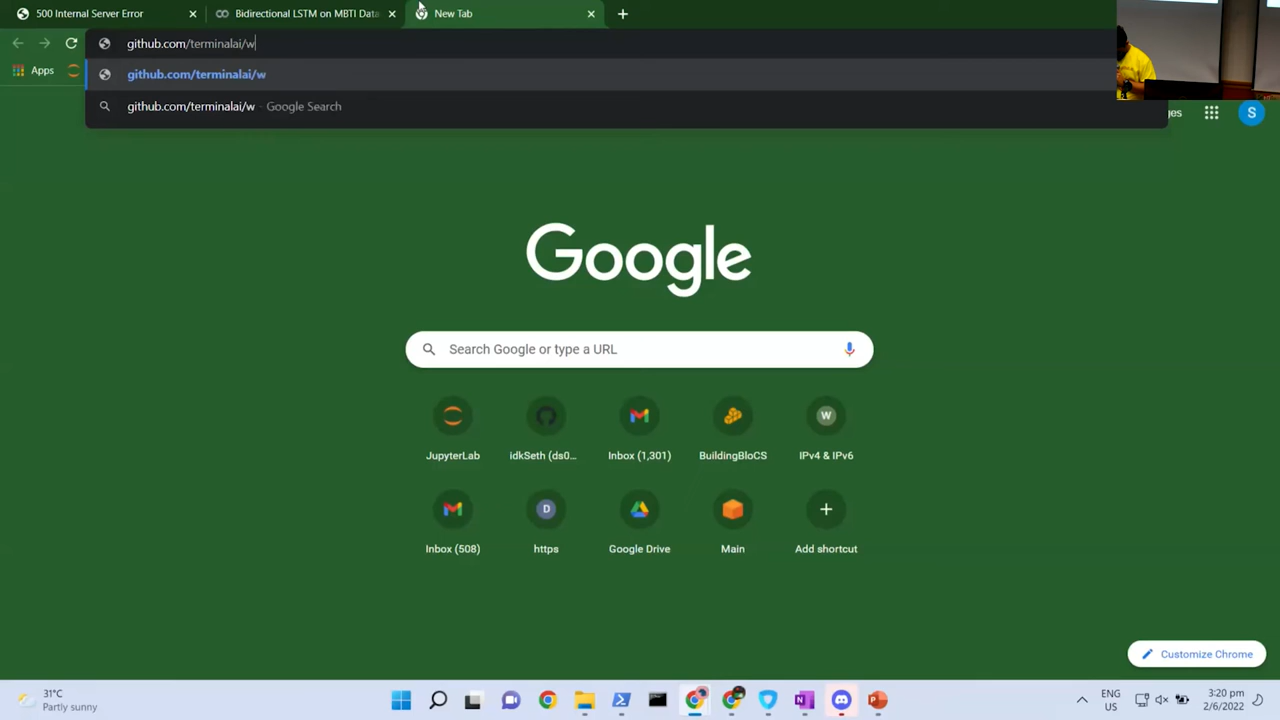 500 Internal Server Error
Bidirectional LSTM on MBTI Data
New Tab
github.com/terminalai/w
Apps
github.com/terminalai/w
github.com/terminalai/w - Google Search
ges
S
Google
Search Google or type a URL
W
JupyterLab
idkSeth (ds0...
Inbox (1,301)
BuildingBloCS
IPv4 & IPv6
D
Inbox (508)
https
Google Drive
Main
Add shortcut
Customize Chrome
31°C
Partly sunny
ENG
US
3:20 pm
2/6/2022